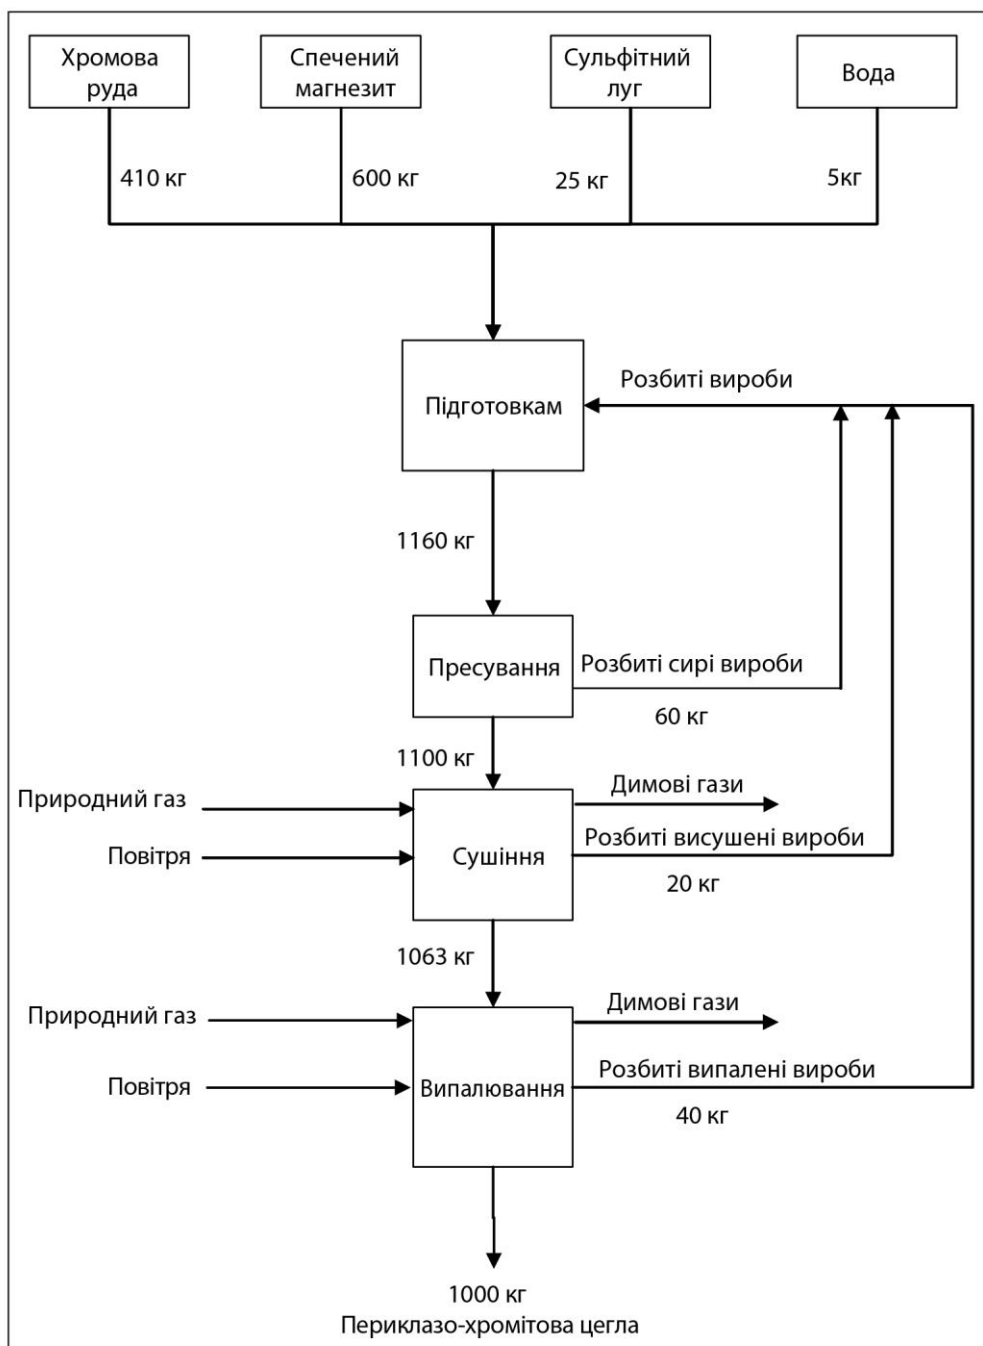 Хромова
руда
Спечений
магнезит
Сульфітний
луг
Вода
410 кг
600 кг
25 кг
5кг
Розбиті вироби
Підготовкам
1160 кг
Пресування
Розбиті сирі вироби
60 кг
1100 кг
Природний газ
Димові гази
Повітря
Сушіння
Розбиті висушені вироби
20 кг
1063 кг
Природний газ
Димові гази
Повітря
Випалювання
Розбиті випалені вироби
40 кг
1000 кг
Периклазо-хромітова цегла